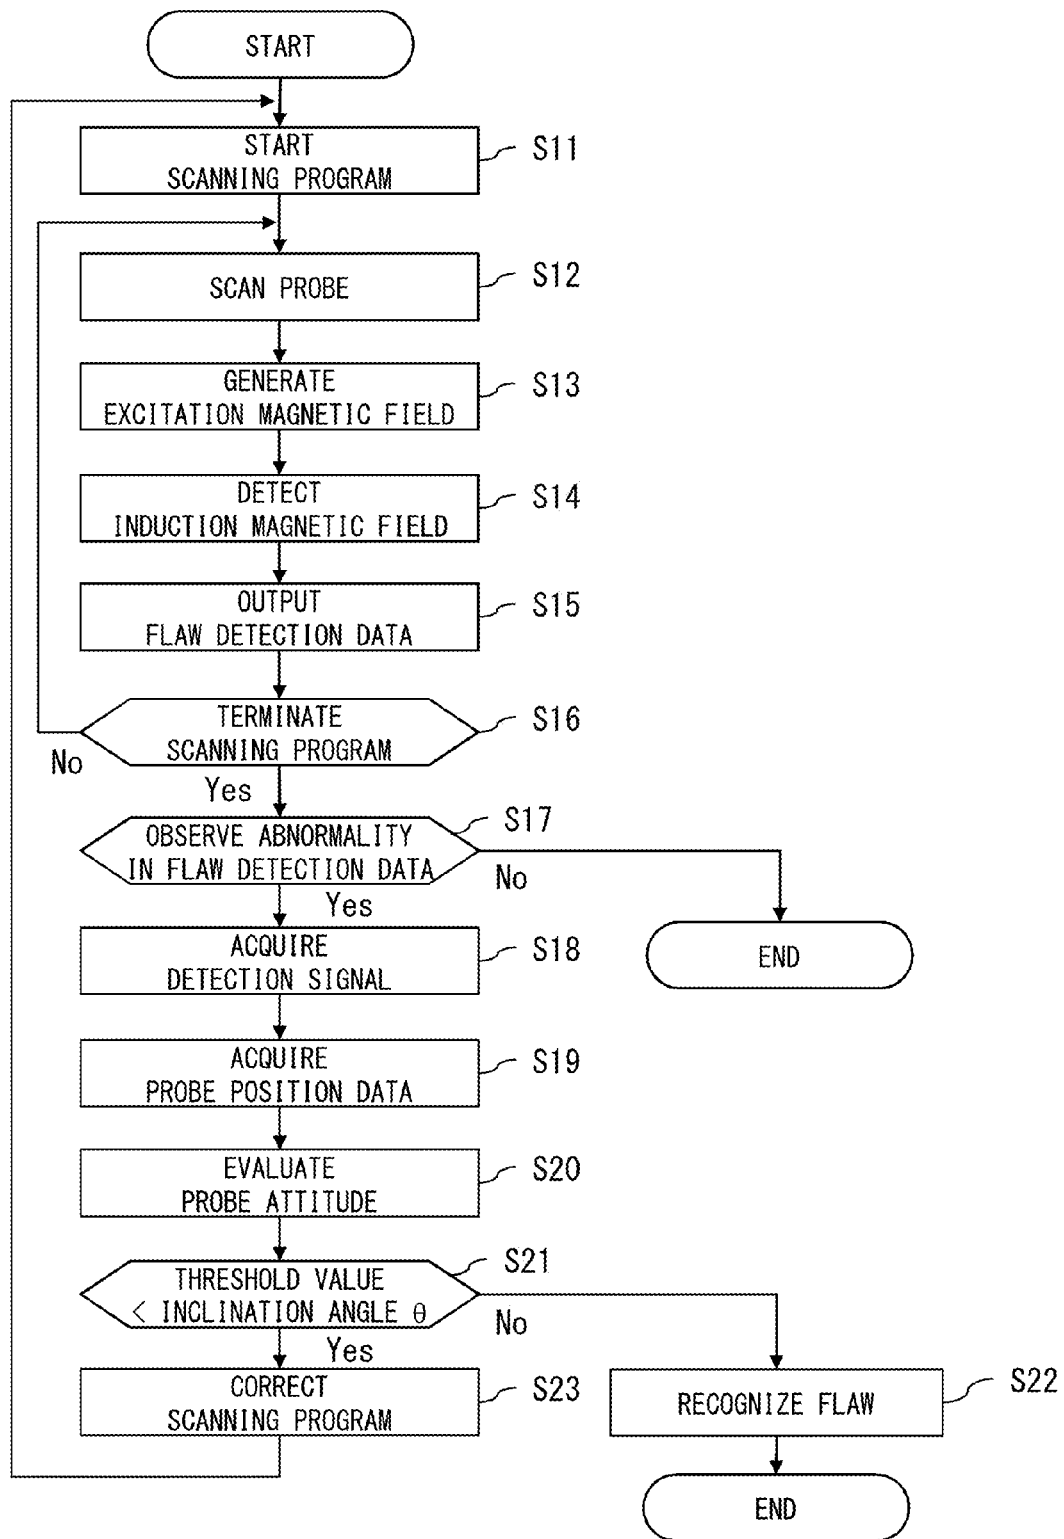 START
START
SCANNING PROGRAM
S11
SCAN PROBE
S12
GENERATE
EXCITATION MAGNETIC FIELD
S13
DETECT
INDUCTION MAGNETIC FIELD
S14
OUTPUT
FLAW DETECTION DATA
S15
TERMINATE
SCANNING PROGRAM
S16
No
Yes
OBSERVE ABNORMALITY
IN FLAW DETECTION DATA
S17
No
Yes
END
ACQUIRE
DETECTION SIGNAL
S18
ACQUIRE
PROBE POSITION DATA
S19
EVALUATE
PROBE ATTITUDE
S20
THRESHOLD VALUE
< INCLINATION ANGLE θ
S21
No
Yes
CORRECT
SCANNING PROGRAM
S23
RECOGNIZE FLAW
S22
END